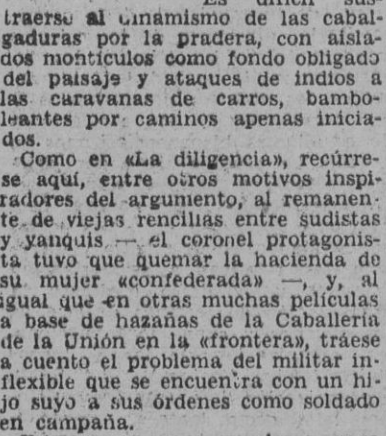 Es difícil sus-
traerse al dinamismo de las cabal-
gaduras por la pradera, con aisla-
dos montículos como fondo obligado
del paisaje y ataques de indios a
las caravanas de carros, bambo-
leantes por caminos apenas inicia-
dos.
Como en «La diligencia», recúrre-
se aquí, entre otros motivos inspi-
radores del argumento, al remanen-
te de viejas rencillas entre sudistas
y yanquis — el coronel protagonis-
ta tuvo que quemar la hacienda de
su mujer «confederada» —, y, al
igual que en otras muchas películas
a base de hazañas de la Caballería
de la Unión en la «frontera», tráese
a cuento el problema del militar in-
flexible que se encuentra con un hi-
jo suyo a sus órdenes como soldado
en campaña.